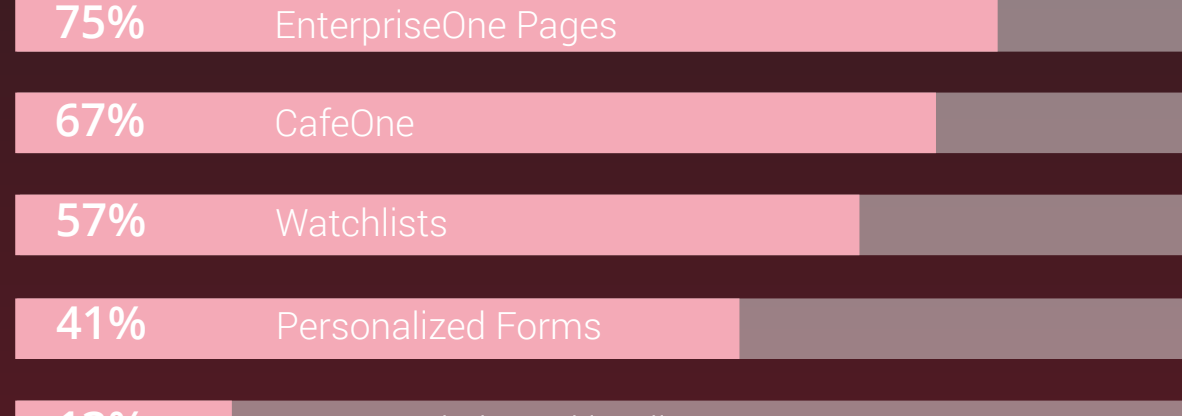 75% EnterpriseOne Pages
67% CafeOne
57% Watchlists
41% Personalized Forms